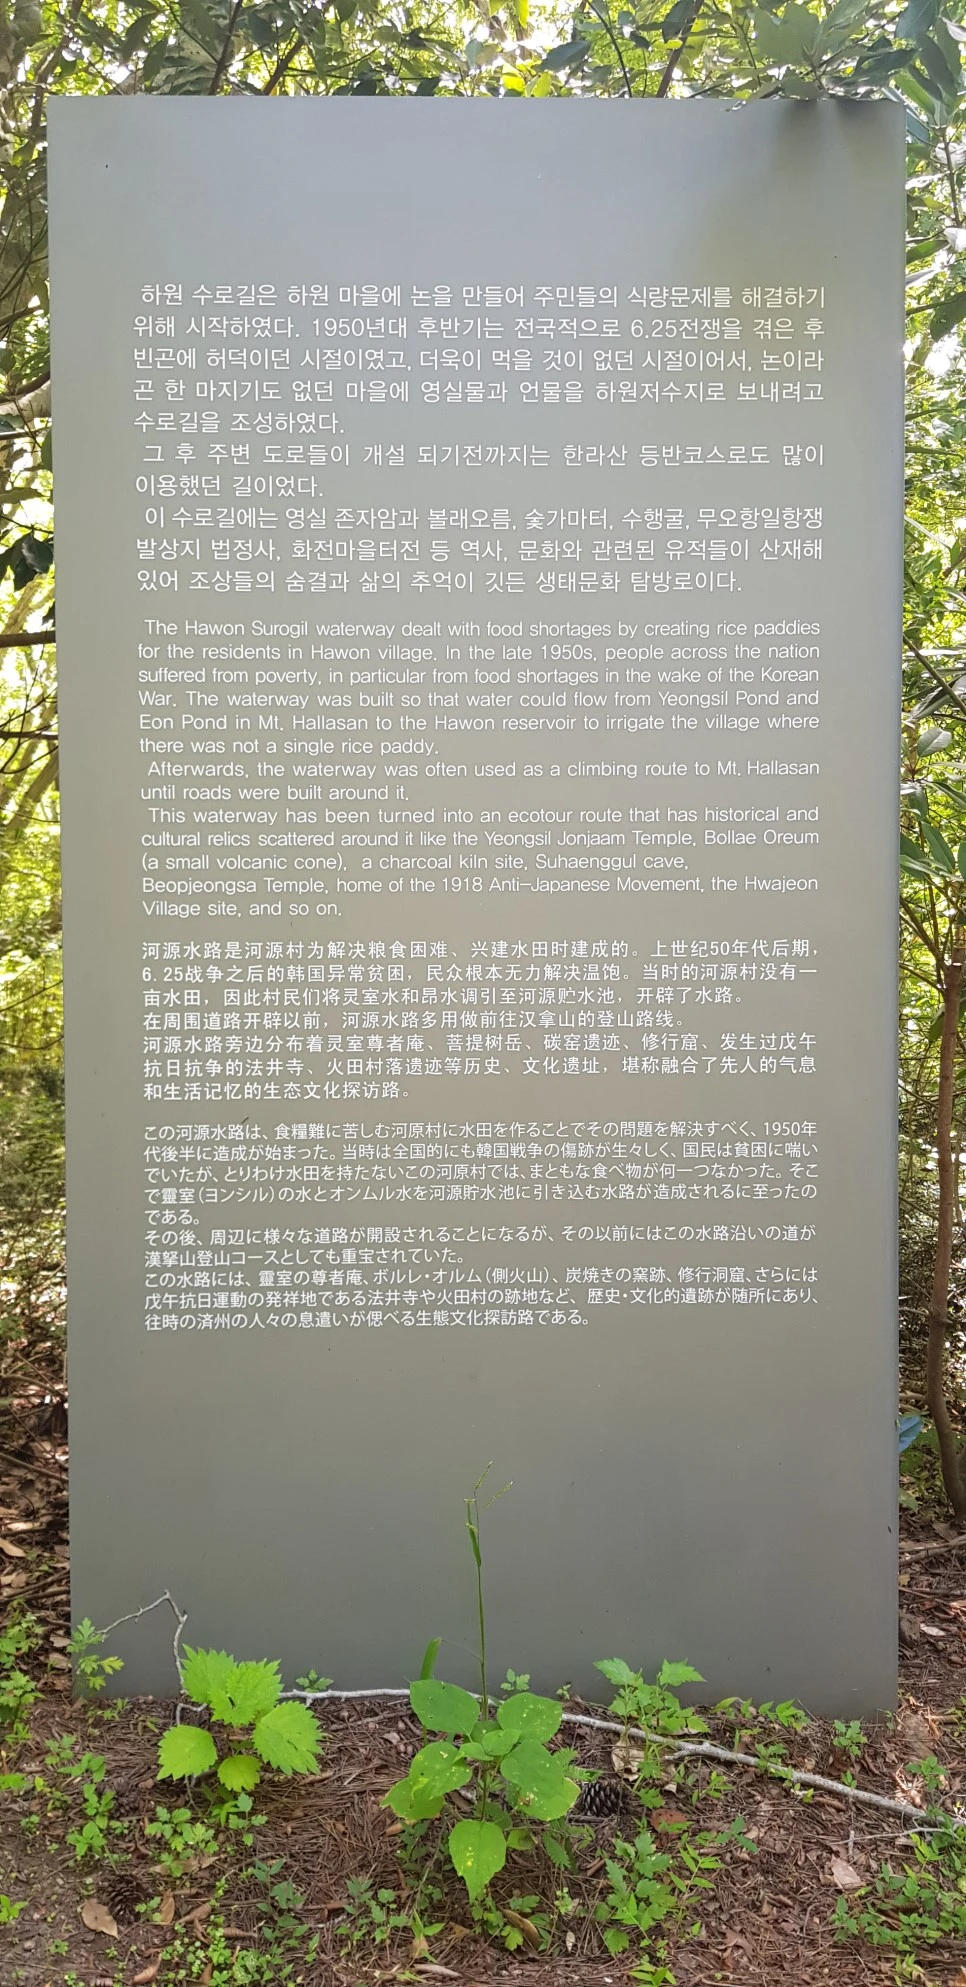 하원 수로길은 하원 마을에 논을 만들어 주민들의 식량문제를 해결하기
위해 시작하였다. 1950년대 후반기는 전국적으로 6.25전쟁을 겪은 후
빈곤에 허덕이던 시절이였고, 더욱이 먹을 것이 없던 시절이어서, 논이라
곤 한 마지기도 없던 마을에 영실물과 언물을 하원저수지로 보내려고
수로길을 조성하였다.
그 후 주변 도로들이 개설 되기전까지는 한라산 등반코스로도 많이
이용했던 길이었다.
이 수로길에는 영실 존자암과 볼래오름, 숯가마터, 수행굴, 무오항일항쟁
발상지 법정사, 화전마을터전 등 역사, 문화와 관련된 유적들이 산재해
있어 조상들의 숨결과 삶의 추억이 깃든 생태문화 탐방로이다.
The Hawon Surogil waterway dealt with food shortages by creating rice paddies
for the residents in Hawon village. In the late 1950s, people across the nation
suffered from poverty, in particular from food shortages in the wake of the Korean
War. The waterway was built so that water could flow from Yeongsil Pond and
Eon Pond in Mt. Hallasan to the Hawon reservoir to irrigate the village where
there was not a single rice paddy.
Afterwards, the waterway was often used as a climbing route to Mt. Hallasan
until roads were built around it.
This waterway has been turned into an ecotour route that has historical and
cultural relics scattered around it like the Yeongsil Jonjaam Temple, Bollae Oreum
(a small volcanic cone), a charcoal kiln site, Suhaenggul cave,
Beopjeongsa Temple, home of the 1918 Anti-Japanese Movement, the Hwajeon
Village site, and so on.
河源水路是河源村为解决粮食困难、兴建水田时建成的。上世纪50年代后期，
6.25战争之后的韩国异常贫困，民众根本无力解决温饱。当时的河源村没有一
亩水田，因此村民们将灵室水和昂水调引至河源贮水池，开辟了水路。
在周围道路开辟以前，河源水路多用做前往汉拿山的登山路线。
河源水路旁边分布着灵室尊者庵、菩提树岳、碳窑遗迹、修行窟、发生过戊午
抗日抗争的法井寺、火田村落遗迹等历史、文化遗址，堪称融合了先人的气息
和生活记忆的生态文化探访路。
この河源水路は、食糧難に苦しむ河原村に水田を作ることでその問題を解決すべく、1950年
代後半に造成が始まった。当時は全国的にも韓国戦争の傷跡が生々しく、国民は貧困に喘い
でいたが、とりわけ水田を持たないこの河原村では、まともな食べ物が何一つなかった。そこ
で靈室（ヨンシル）の水とオンムル水を河源貯水池に引き込む水路が造成されるに至ったの
である。
その後、周辺に様々な道路が開設されることになるが、その以前にはこの水路沿いの道が
漢拏山登山コースとしても重宝されていた。
この水路には、靈室の尊者庵、ボルレ・オルム（側火山）、炭焼きの窯跡、修行洞窟、さらには
戊午抗日運動の発祥地である法井寺や火田村の跡地など、歴史・文化的遺跡が随所にあり、
往時の済州の人々の息遣いが偲べる生態文化探訪路である。